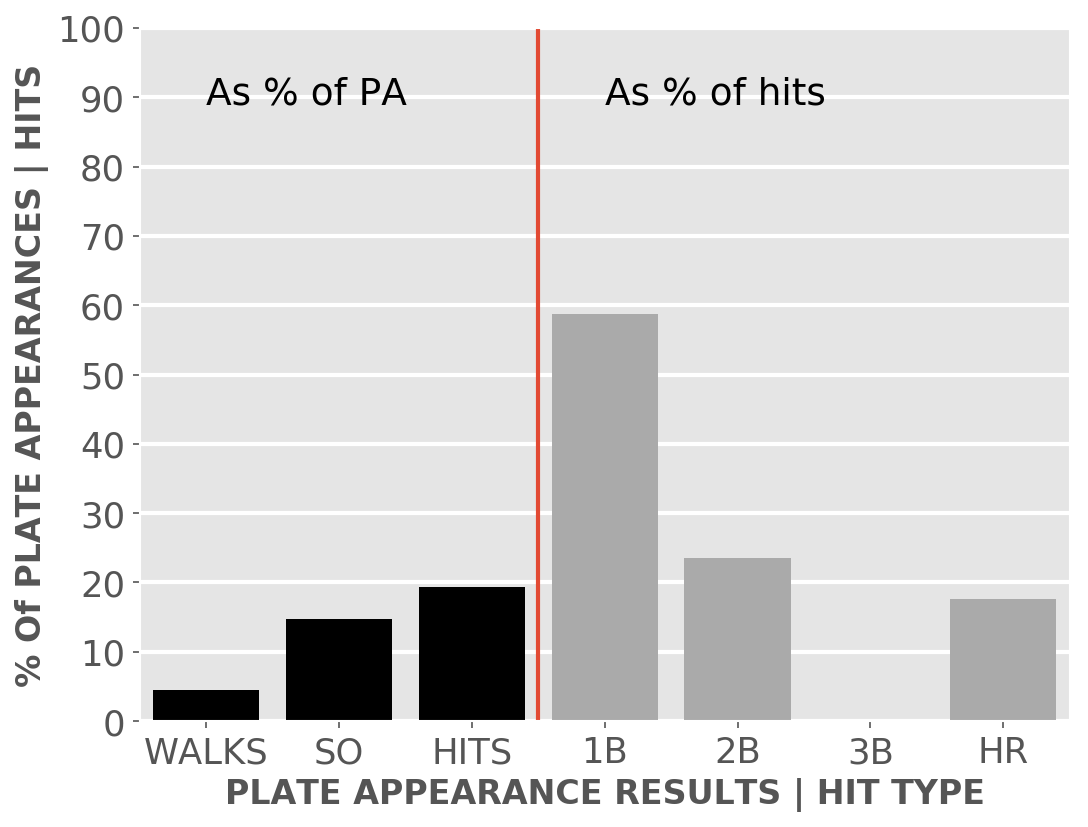 % Of PLATE APPEARANCES | HITS
100
90
80
70
60
50
40
30
20
10
0
As % of PA
As % of hits
WALKS SO HITS 1B 2B 3B HR
PLATE APPEARANCE RESULTS | HIT TYPE